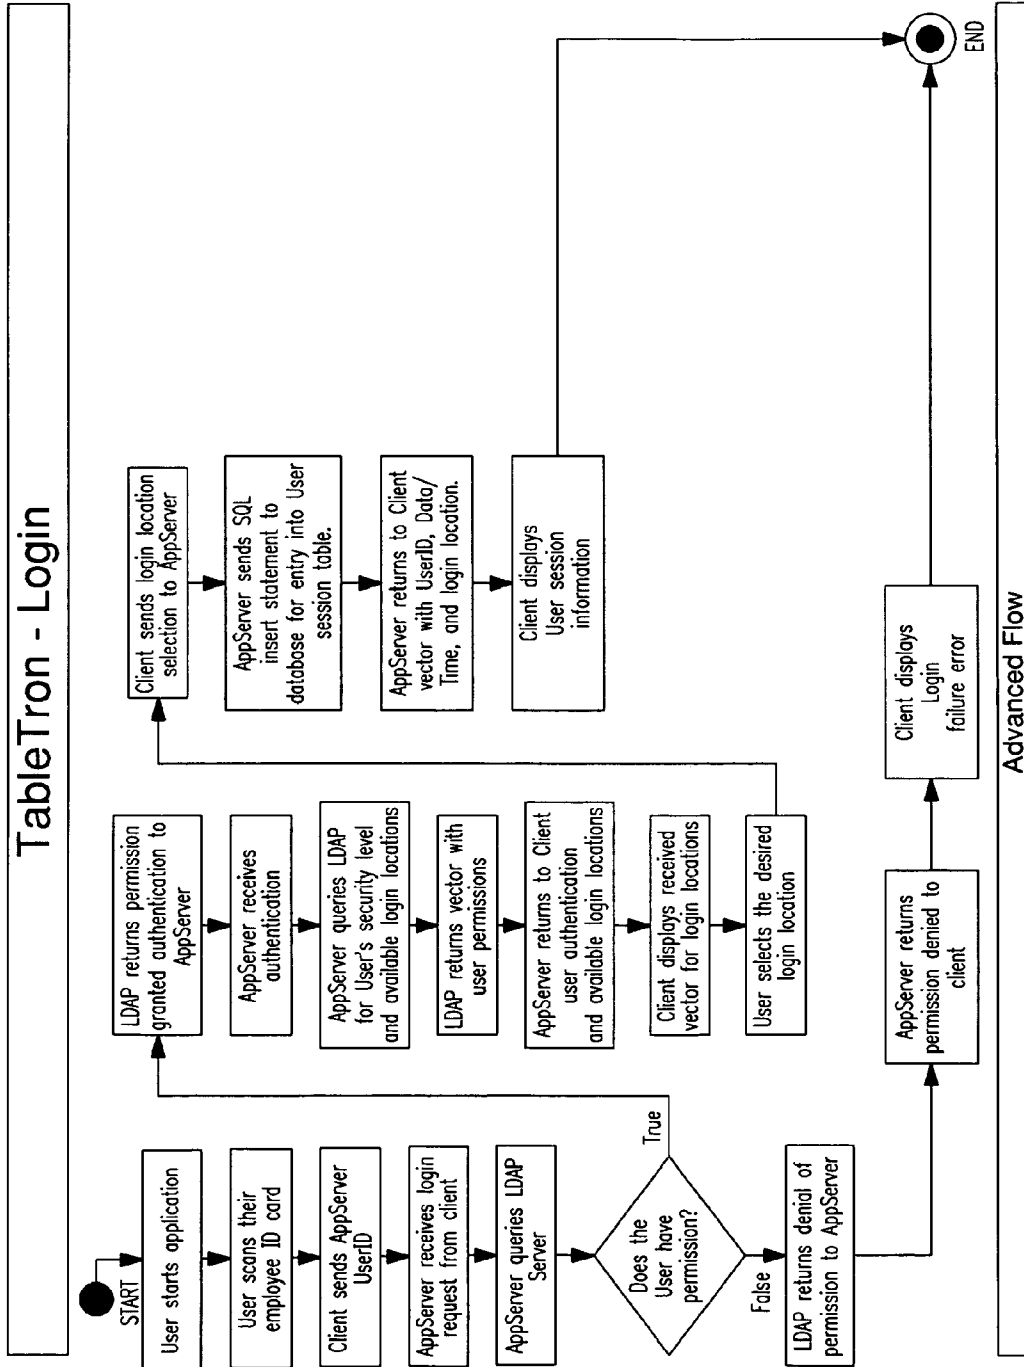 TableTron - Login
START
User starts application
User scans their
employee ID card
Client sends AppServer
UserID
AppServer receives login
request from client
AppServer queries LDAP
Server
Does the
User have
permission?
True
False
LDAP returns denial of
permission to AppServer
LDAP returns permission
granted authentication to
AppServer
AppServer receives
authentication
AppServer queries LDAP
for User's security level
and available login locations
LDAP returns vector with
user permissions
AppServer returns to Client
user authentication
and available login locations
Client displays received
vector for login locations
User selects the desired
login location
AppServer returns
permission denied to
client
Client sends login location
selection to AppServer
AppServer sends SQL
insert statement to
database for entry into User
session table.
AppServer returns to Client
vector with UserID, Data/
Time, and login location.
Client displays
User session
information
Client displays
Login
failure error
END
Advanced Flow